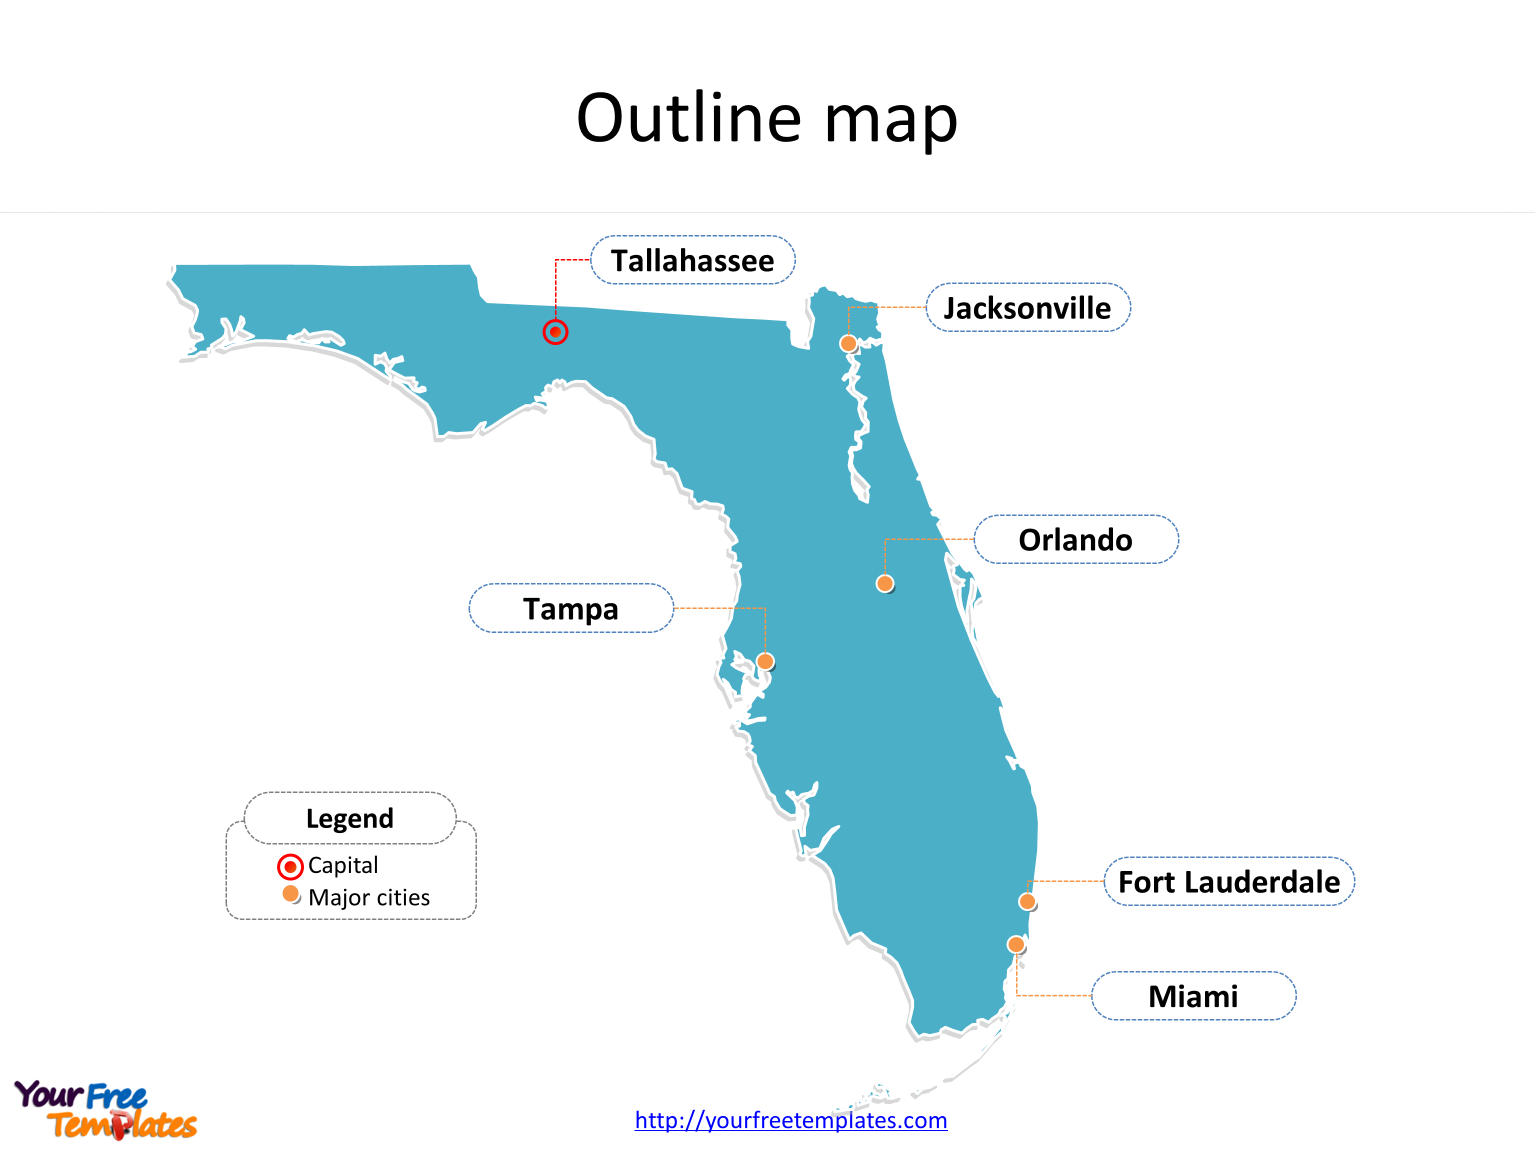 Outline map
Tallahassee
Jacksonville
Orlando
Tampa
Legend
Capital
Major cities
Fort Lauderdale
Miami
Your Free
Templates
http://yourfreetemplates.com